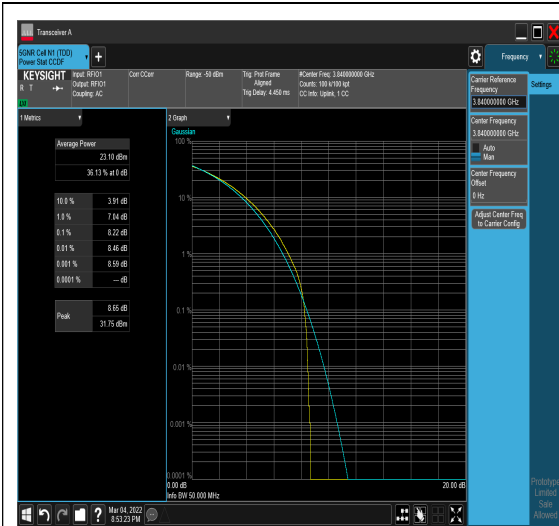 Transceiver A
5GNR Cell N1 (TDD)
Power Stat CCDF
Frequency
KEYSIGHT
R T
LXI
Input: RFIO1
Output: RFIO1
Coupling: AC
Corr CCorr
Range: -50 dBm
Trig: Prot Frame
Aligned
Trig Delay: 4.450 ms
#Center Freq: 3.840000000 GHz
Counts: 100 k/100 kpt
CC Info: Uplink, 1 CC
1 Metrics
Average Power
23.10 dBm
36.13 % at 0 dB
10.0 % 3.91 dB
1.0 % 7.04 dB
0.1 % 8.22 dB
0.01 % 8.46 dB
0.001 % 8.59 dB
0.0001 % --- dB
Peak
8.65 dB
31.75 dBm
2 Graph
Gaussian
100 %
10 %
1 %
0.1 %
0.01 %
0.001 %
0.0001 %
0.00 dB
20.00 dB
Info BW 50.000 MHz
Carrier Reference
Frequency
3.840000000 GHz
Center Frequency
3.840000000 GHz
Auto
Man
Center Frequency
Offset
0 Hz
Adjust Center Freq
to Carrier Config
Settings
Prototype
Limited
Sale
Allowed
Mar 04, 2022
8:53:23 PM